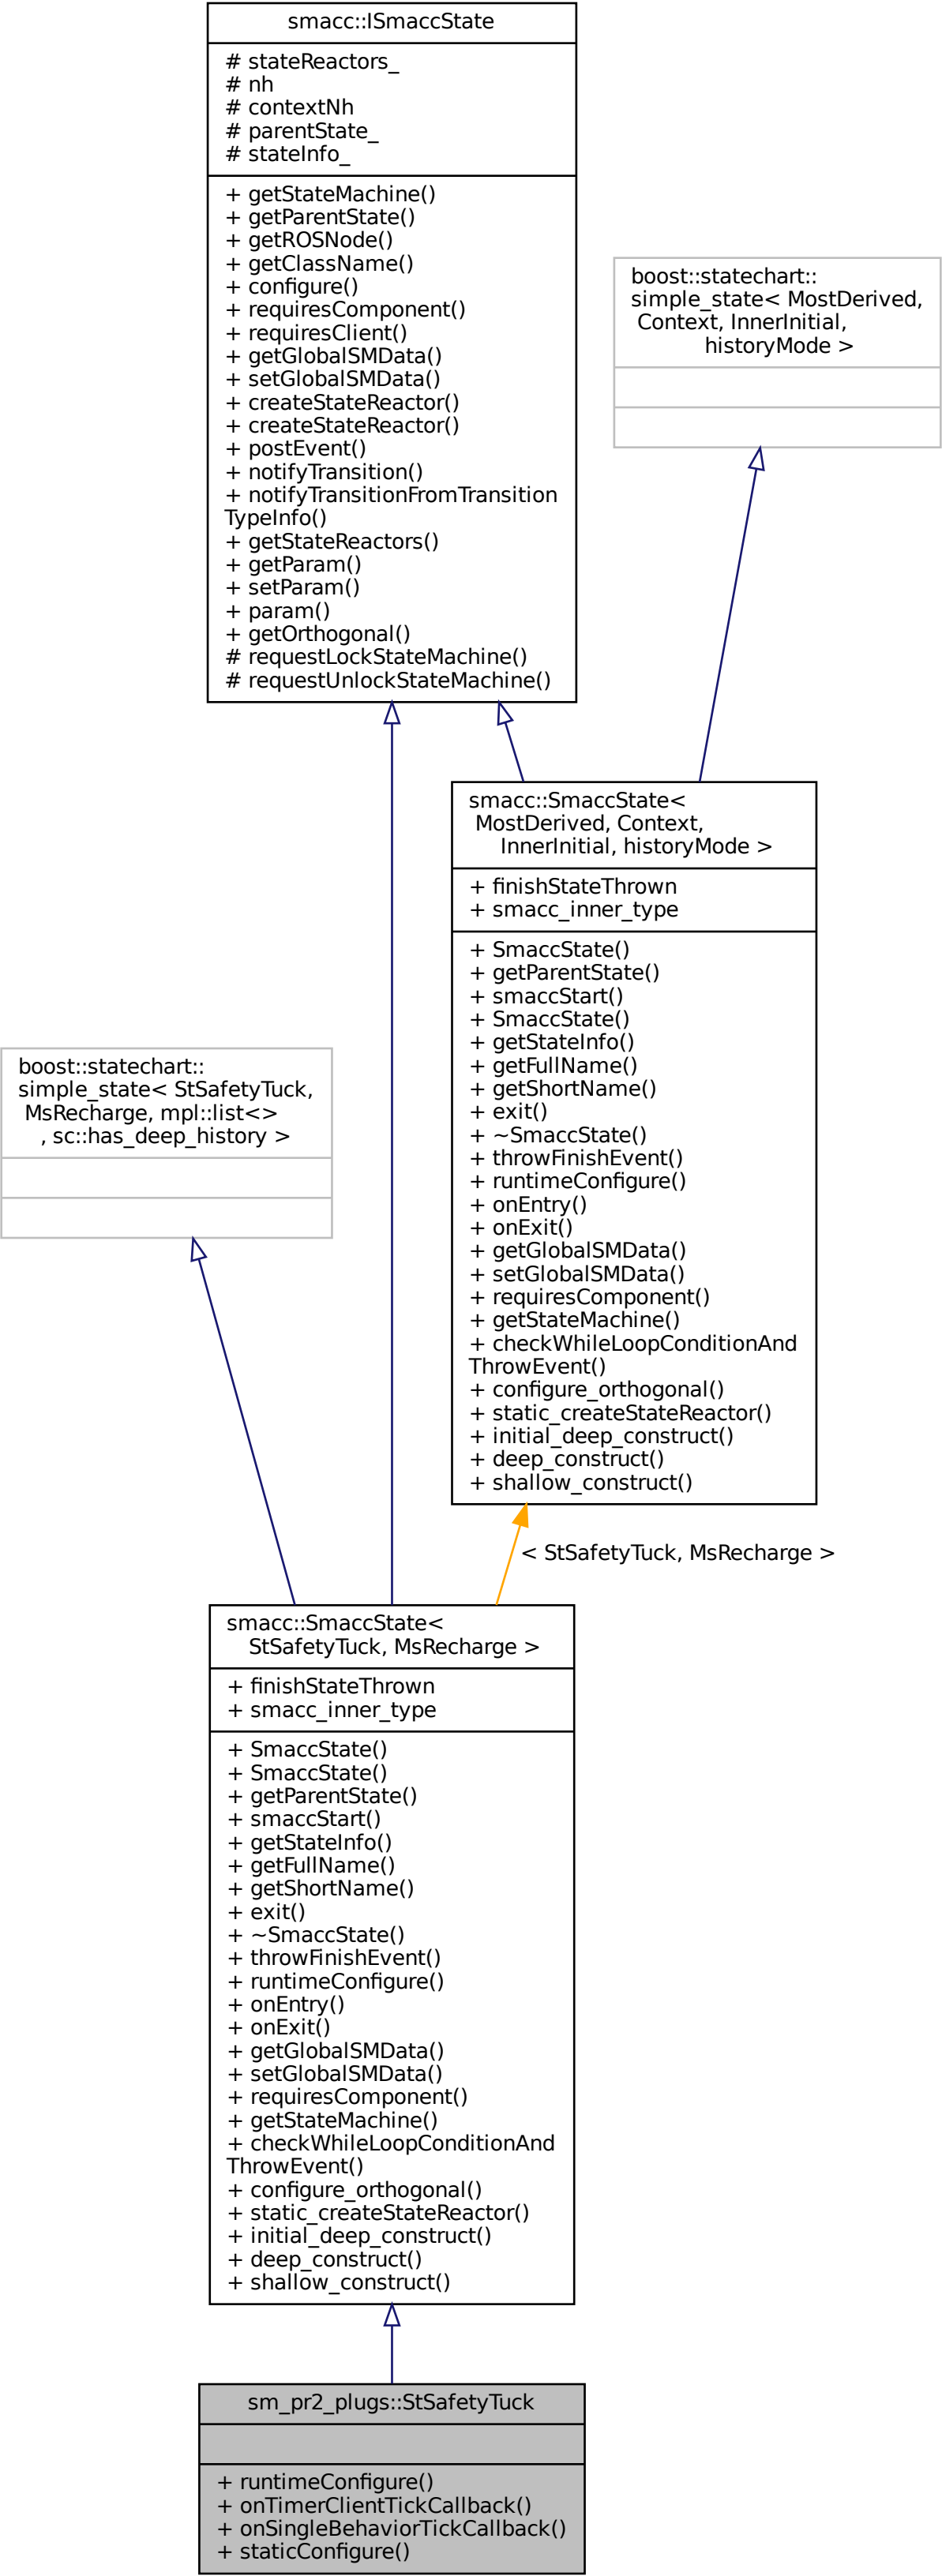 smacc::ISmaccState
# stateReactors_
# nh
# contextNh
# parentState_
# stateInfo_
+ getStateMachine()
+ getParentState()
+ getROSNode()
+ getClassName()
+ configure()
+ requiresComponent()
+ requiresClient()
+ getGlobalSMData()
+ setGlobalSMData()
+ createStateReactor()
+ createStateReactor()
+ postEvent()
+ notifyTransition()
+ notifyTransitionFromTransition
TypeInfo()
+ getStateReactors()
+ getParam()
+ setParam()
+ param()
+ getOrthogonal()
# requestLockStateMachine()
# requestUnlockStateMachine()
boost::statechart::
simple_state< MostDerived,
Context, InnerInitial,
historyMode >
smacc::SmaccState<
MostDerived, Context,
InnerInitial, historyMode >
+ finishStateThrown
+ smacc_inner_type
+ SmaccState()
+ getParentState()
+ smaccStart()
+ SmaccState()
+ getStateInfo()
+ getFullName()
+ getShortName()
+ exit()
+ ~SmaccState()
+ throwFinishEvent()
+ runtimeConfigure()
+ onEntry()
+ onExit()
+ getGlobalSMData()
+ setGlobalSMData()
+ requiresComponent()
+ getStateMachine()
+ checkWhileLoopConditionAnd
ThrowEvent()
+ configure_orthogonal()
+ static_createStateReactor()
+ initial_deep_construct()
+ deep_construct()
+ shallow_construct()
boost::statechart::
simple_state< StSafetyTuck,
MsRecharge, mpl::list<>
, sc::has_deep_history >
< StSafetyTuck, MsRecharge >
smacc::SmaccState<
StSafetyTuck, MsRecharge >
+ finishStateThrown
+ smacc_inner_type
+ SmaccState()
+ SmaccState()
+ getParentState()
+ smaccStart()
+ getStateInfo()
+ getFullName()
+ getShortName()
+ exit()
+ ~SmaccState()
+ throwFinishEvent()
+ runtimeConfigure()
+ onEntry()
+ onExit()
+ getGlobalSMData()
+ setGlobalSMData()
+ requiresComponent()
+ getStateMachine()
+ checkWhileLoopConditionAnd
ThrowEvent()
+ configure_orthogonal()
+ static_createStateReactor()
+ initial_deep_construct()
+ deep_construct()
+ shallow_construct()
sm_pr2_plugs::StSafetyTuck
+ runtimeConfigure()
+ onTimerClientTickCallback()
+ onSingleBehaviorTickCallback()
+ staticConfigure()